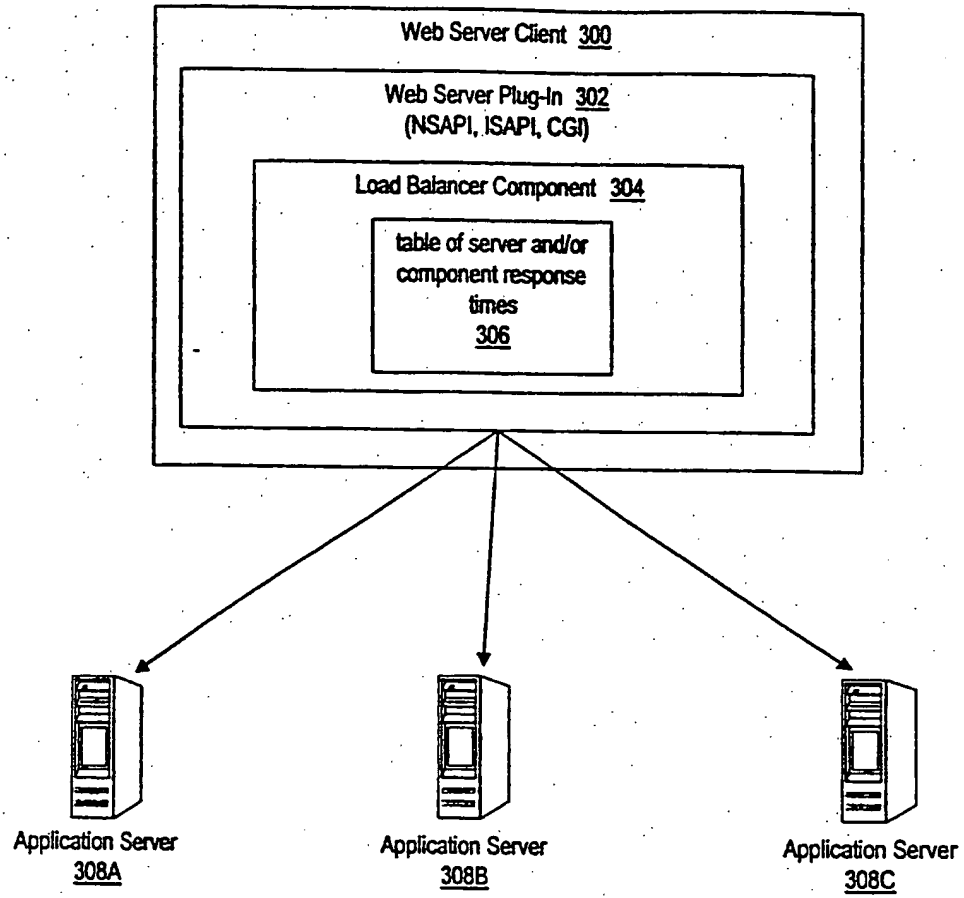 Web Server Client 300
Web Server Plug-In 302
(NSAPI, ISAPI, CGI)
Load Balancer Component 304
table of server and/or
component response
times
306
Application Server
308A
Application Server
308B
Application Server
308C